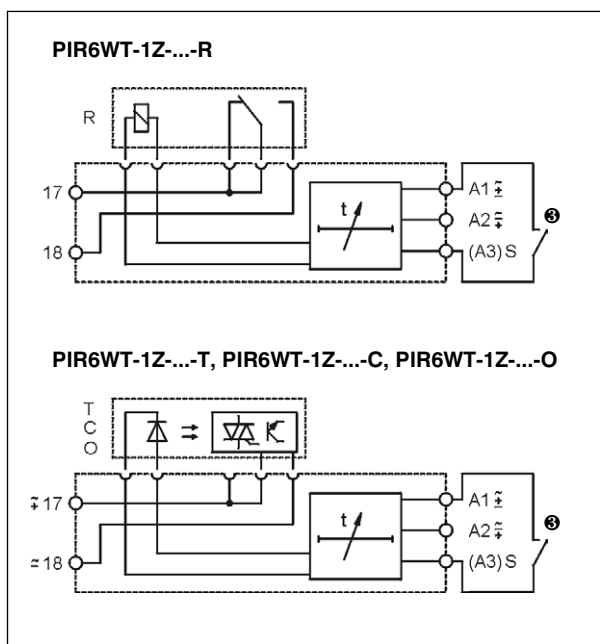 PIR6WT-1Z-...-R
R
17
18
t
A1 ≂
A2 ≂
(A3) S
❸
PIR6WT-1Z-...-T, PIR6WT-1Z-...-C, PIR6WT-1Z-...-O
T
C
O
17
18
t
A1
A2
(A3) S
❸